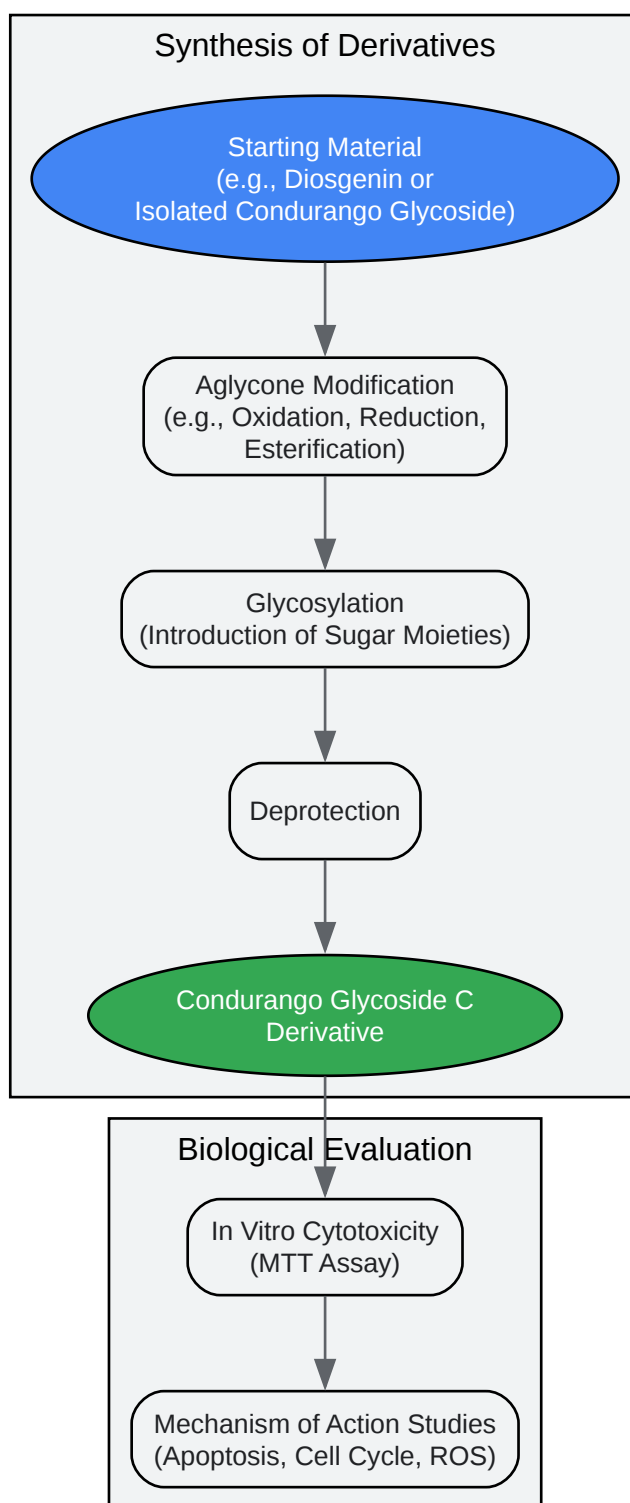 Synthesis of Derivatives
Starting Material
(e.g., Diosgenin or
Isolated Condurango Glycoside)
Aglycone Modification
(e.g., Oxidation, Reduction,
Esterification)
Glycosylation
(Introduction of Sugar Moieties)
Deprotection
Condurango Glycoside C
Derivative
Biological Evaluation
In Vitro Cytotoxicity
(MTT Assay)
Mechanism of Action Studies
(Apoptosis, Cell Cycle, ROS)